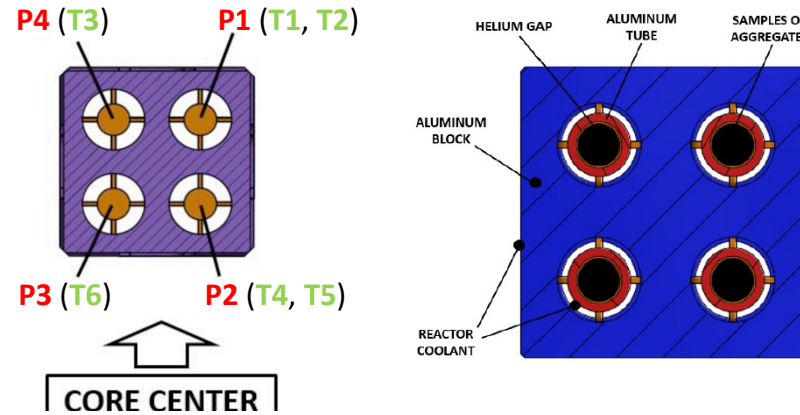 P4 (T3)
P1 (T1, T2)
P3 (T6)
P2 (T4, T5)
CORE CENTER
HELIUM GAP
ALUMINUM
TUBE
SAMPLES O
AGGREGATE
ALUMINUM
BLOCK
REACTOR
COOLANT